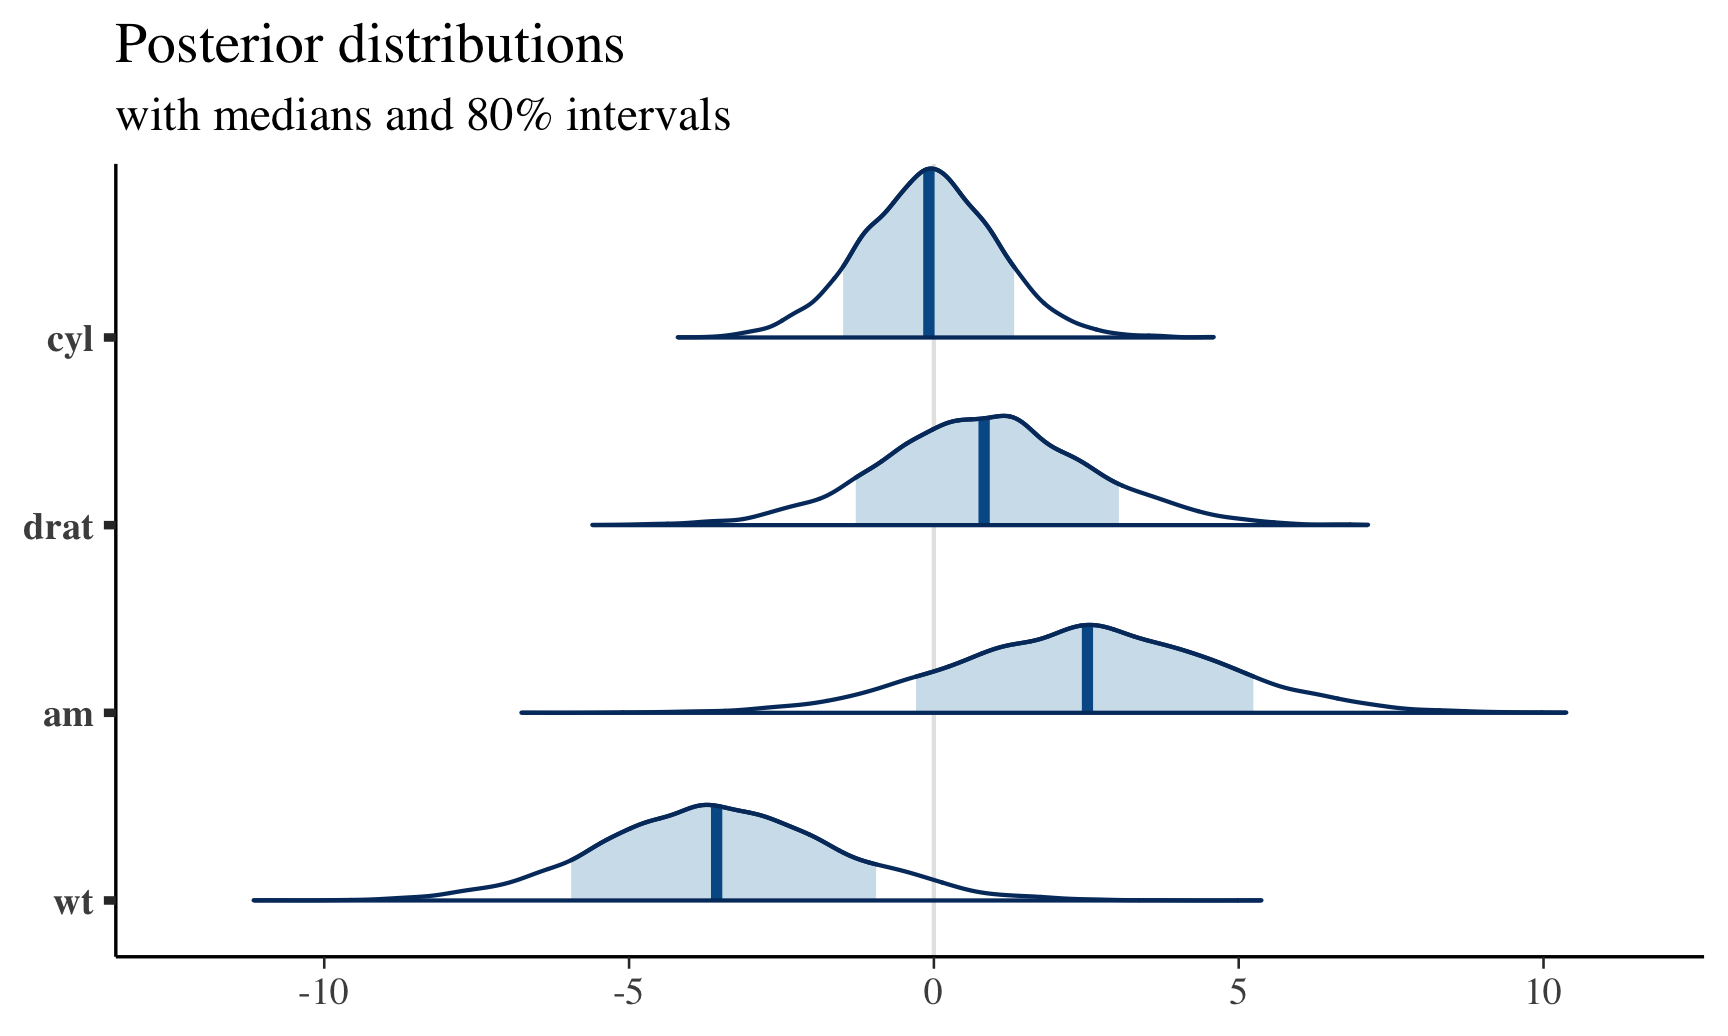 Posterior distributions
with medians and 80% intervals
cyl
drat
am
wt
-10 -5 0 5 10